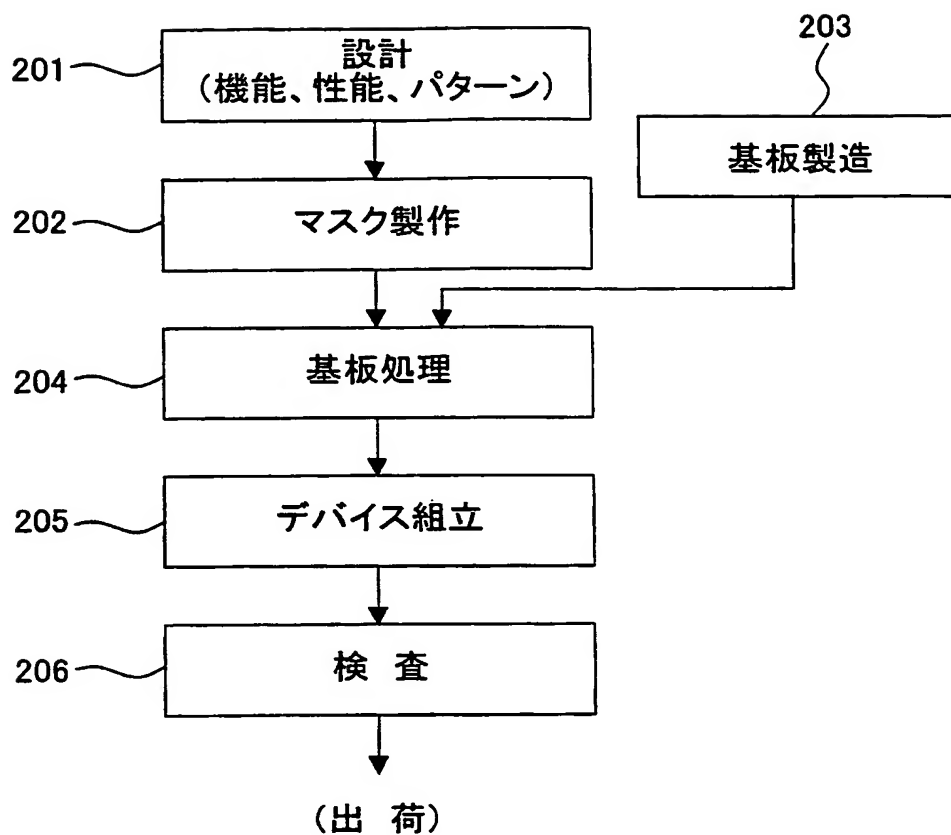 203
201
設計
(機能、性能、パターン)
基板製造
202
マスク製作
204
基板処理
205
デバイス組立
206
検 査
(出 荷)